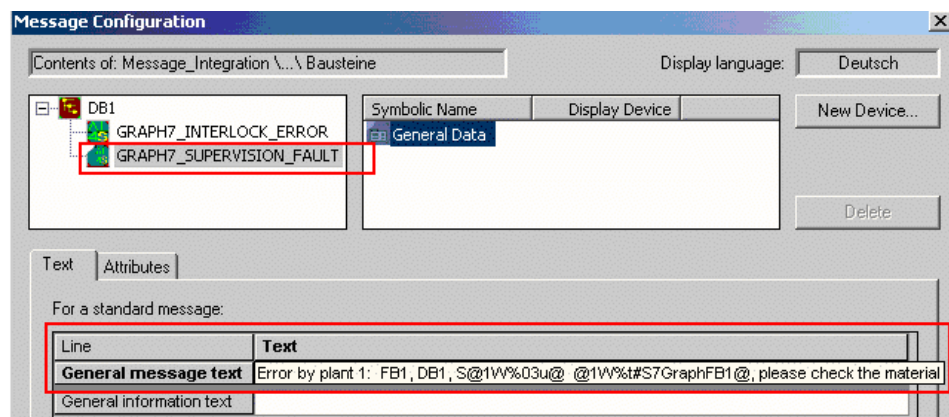 Message Configuration
Contents of: Message_Integration \...\ Bausteine
Display language:
Deutsch
DB1
GRAPH7_INTERLOCK_ERROR
GRAPH7_SUPERVISION_FAULT
Symbolic Name
Display Device
General Data
New Device...
Delete
Text
Attributes
For a standard message:
Line
Text
General message text
Error by plant 1: FB1, DB1, S@1W%03u@ @1W%t#S7GraphFB1@, please check the material
General information text